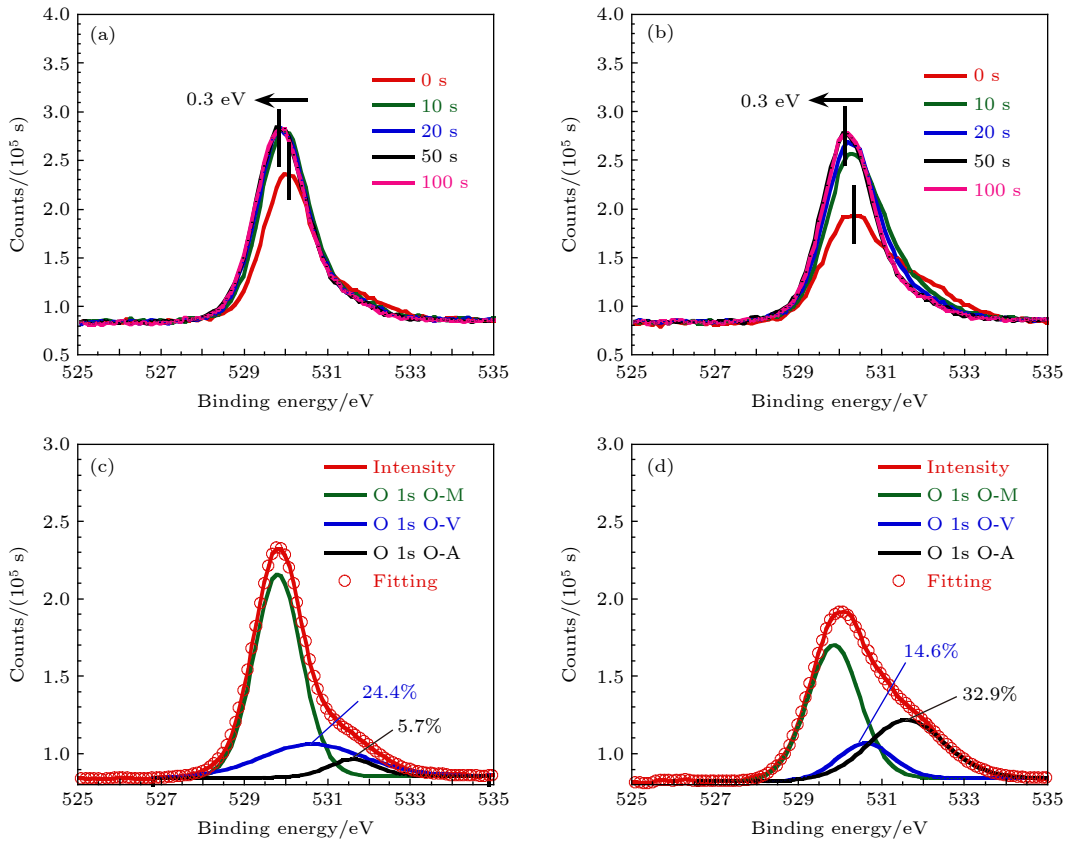 (a)
4.0
3.5
3.0
2.5
2.0
1.5
1.0
0.5
Counts/(10⁵ s)
0.3 eV
0 s
10 s
20 s
50 s
100 s
525 527 529 531 533 535
Binding energy/eV
(b)
4.0
3.5
3.0
2.5
2.0
1.5
1.0
0.5
Counts/(10⁵ s)
0.3 eV
0 s
10 s
20 s
50 s
100 s
525 527 529 531 533 535
Binding energy/eV
(c)
3.0
2.5
2.0
1.5
1.0
Counts/(10⁵ s)
Intensity
O 1s O-M
O 1s O-V
O 1s O-A
Fitting
24.4%
5.7%
525 527 529 531 533 535
Binding energy/eV
(d)
3.0
2.5
2.0
1.5
1.0
Counts/(10⁵ s)
Intensity
O 1s O-M
O 1s O-V
O 1s O-A
Fitting
14.6%
32.9%
525 527 529 531 533 535
Binding energy/eV